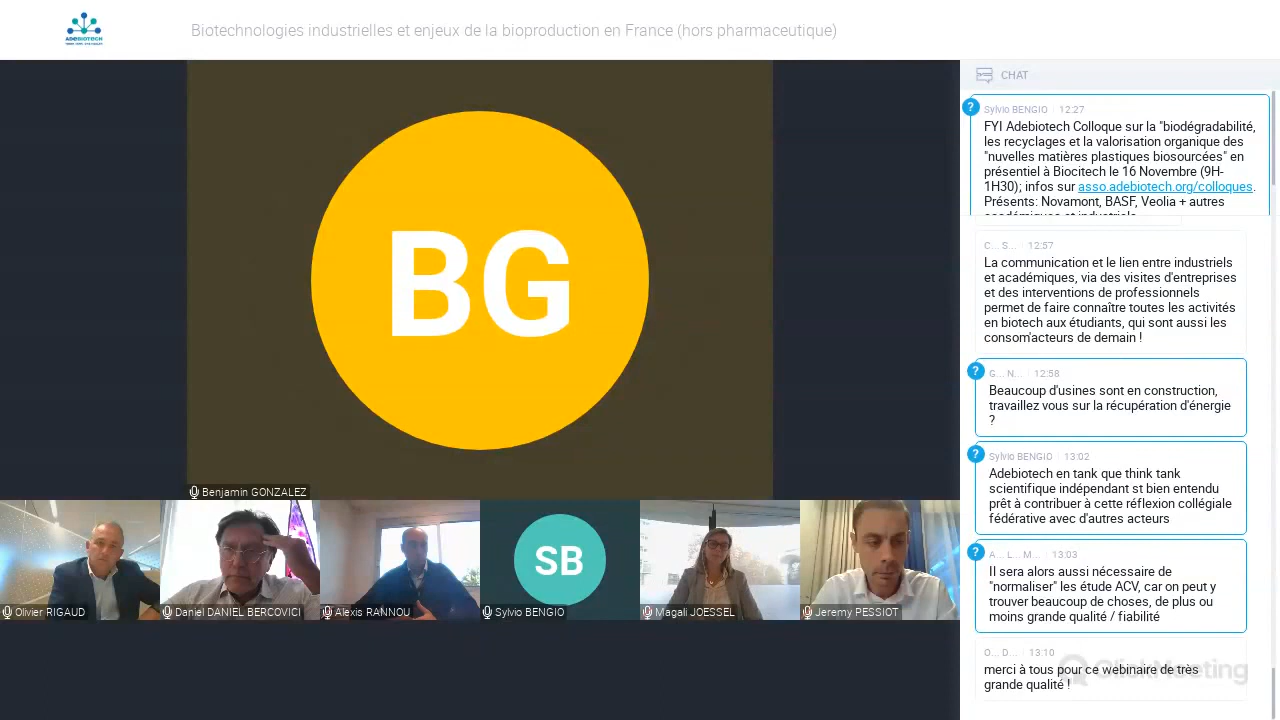 ADEBIOTECH
Biotechnologies industrielles et enjeux de la bioproduction en France (hors pharmaceutique)
BG
Benjamin GONZALEZ
Olivier RIGAUD
Daniel DANIEL BERCOVICI
Alexis RANNOU
SB
Sylvio BENGIO
Magali JOESSEL
Jeremy PESSIOT
CHAT
?
Sylvio BENGIO 12:27
FYI Adebiotech Colloque sur la "biodégradabilité,
les recyclages et la valorisation organique des
"nuvelles matières plastiques biosourcées" en
présentiel à Biocitech le 16 Novembre (9H-
1H30); infos sur asso.adebiotech.org/colloques.
Présents: Novamont, BASF, Veolia + autres
académiques et industriels
C... S... 12:57
La communication et le lien entre industriels
et académiques, via des visites d'entreprises
et des interventions de professionnels
permet de faire connaître toutes les activités
en biotech aux étudiants, qui sont aussi les
consom'acteurs de demain !
?
G... N... 12:58
Beaucoup d'usines sont en construction,
travaillez vous sur la récupération d'énergie
?
?
Sylvio BENGIO 13:02
Adebiotech en tank que think tank
scientifique indépendant st bien entendu
prêt à contribuer à cette réflexion collégiale
fédérative avec d'autres acteurs
?
A... L... M... 13:03
Il sera alors aussi nécessaire de
"normaliser" les étude ACV, car on peut y
trouver beaucoup de choses, de plus ou
moins grande qualité / fiabilité
O... D... 13:10
merci à tous pour ce webinaire de très
grande qualité !
ClickMeeting